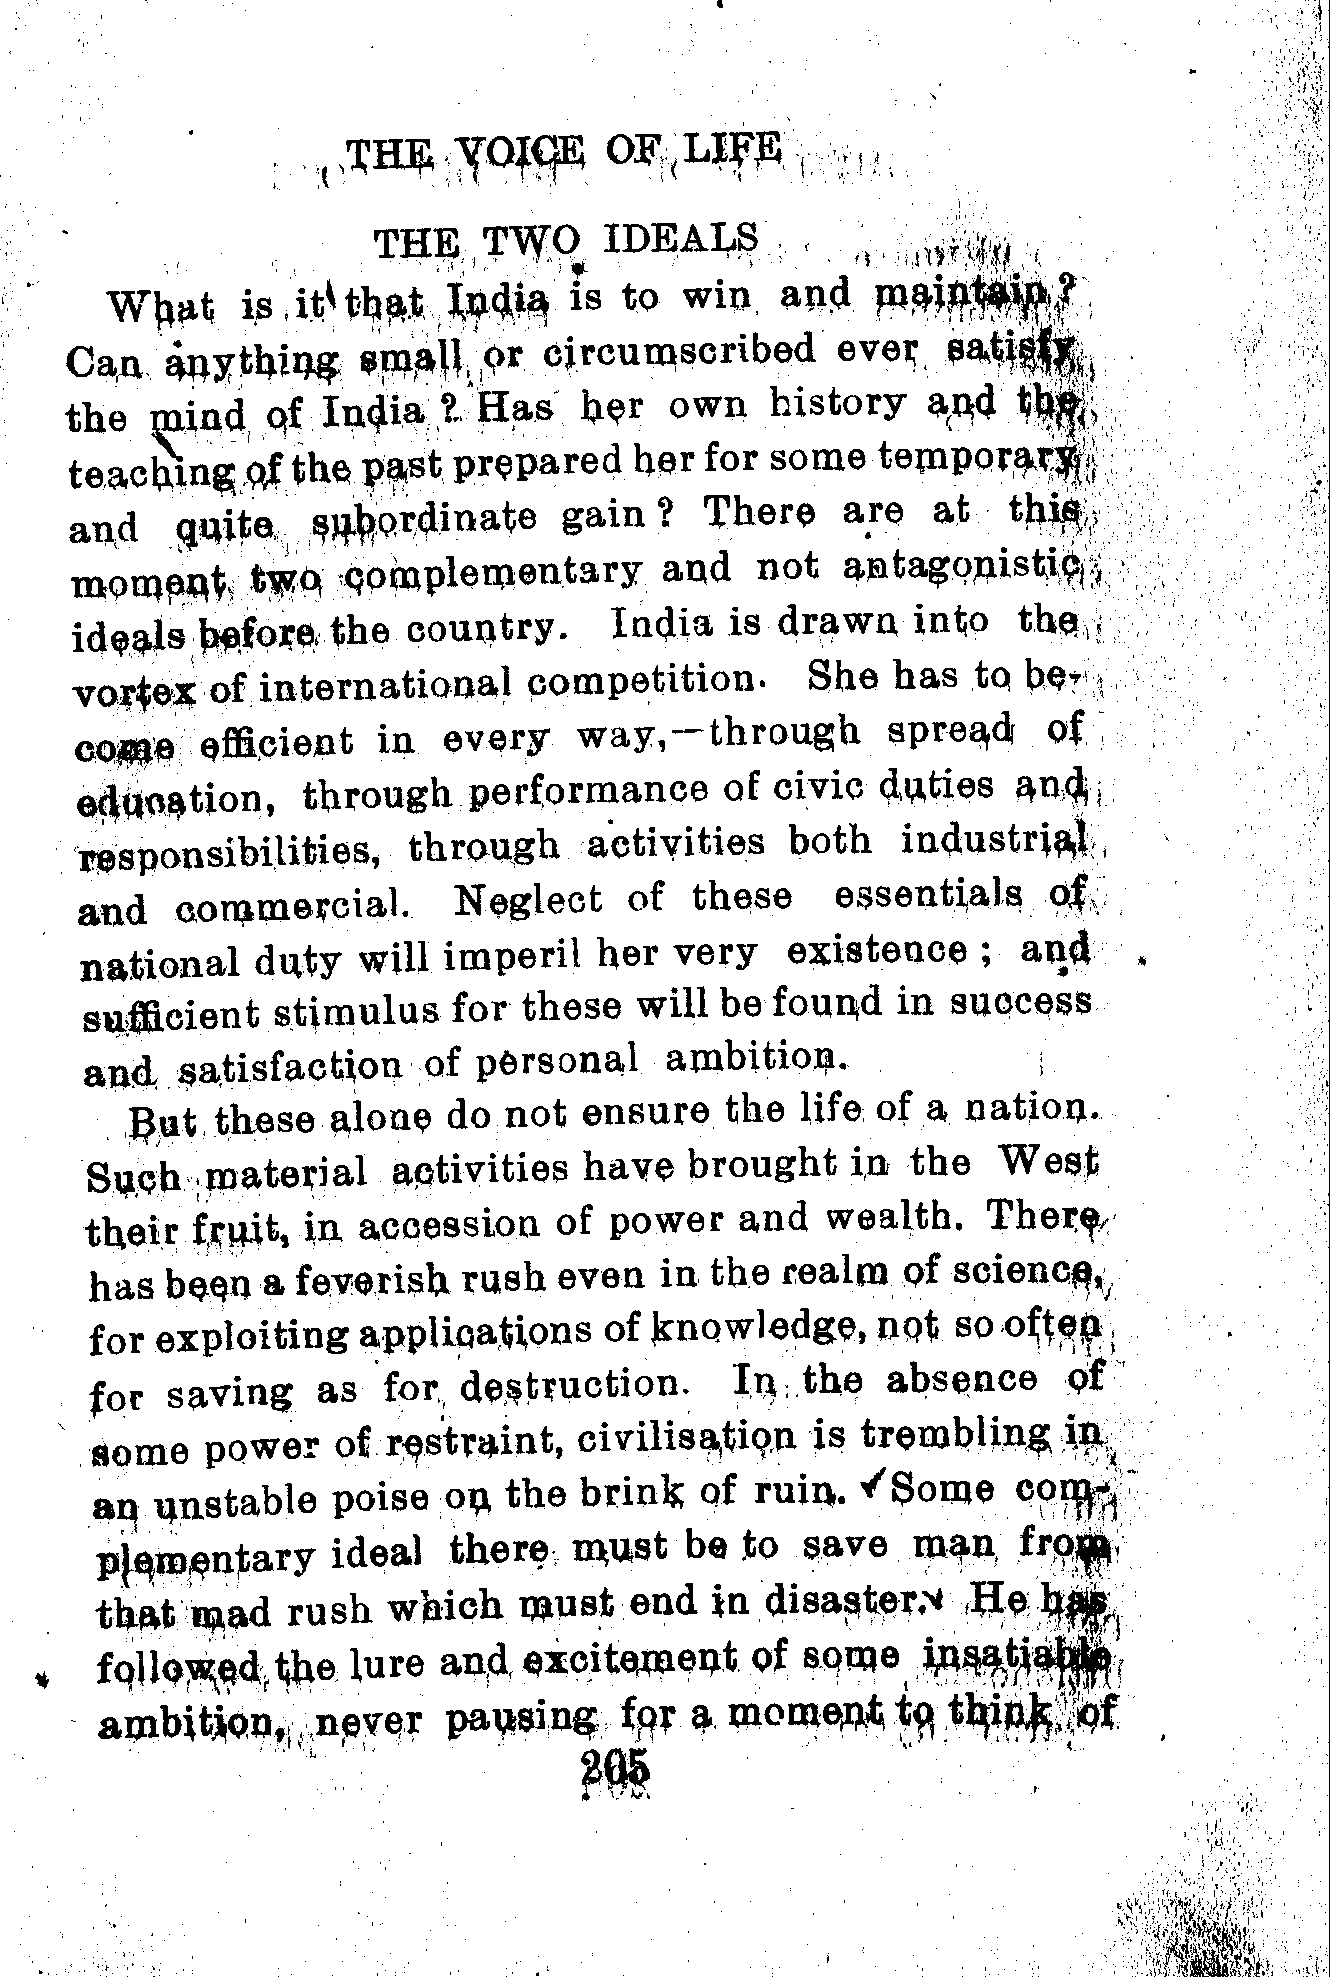 THE VOICE OF LIFE
THE TWO IDEALS
What is it that India is to win and maintain ?
Can anything small or circumscribed ever satisfy
the mind of India ? Has her own history and the
teaching of the past prepared her for some temporary
and quite subordinate gain ? There are at this
moment two complementary and not antagonistic
ideals before the country. India is drawn into the
vortex of international competition. She has to be-
come efficient in every way,—through spread of
education, through performance of civic duties and
responsibilities, through activities both industrial
and commercial. Neglect of these essentials of
national duty will imperil her very existence ; and
sufficient stimulus for these will be found in success
and satisfaction of personal ambition.
But these alone do not ensure the life of a nation.
Such material activities have brought in the West
their fruit, in accession of power and wealth. There
has been a feverish rush even in the realm of science,
for exploiting applications of knowledge, not so often
for saving as for destruction. In the absence of
some power of restraint, civilisation is trembling in
an unstable poise on the brink of ruin. Some com-
plementary ideal there must be to save man from
that mad rush which must end in disaster. He has
followed the lure and excitement of some insatiable
ambition, never pausing for a moment to think of
205